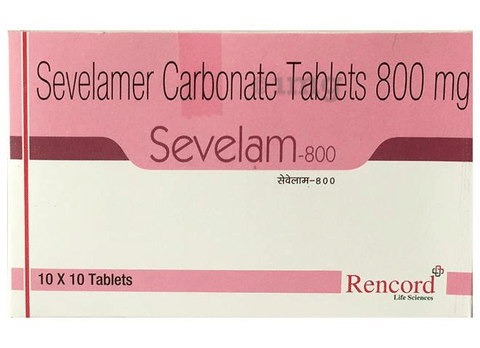 Sevelamer Carbonate Tablets 800 mg
Sevelam-800
सेवेलाम-800
10 X 10 Tablets
Rencord
Life Sciences